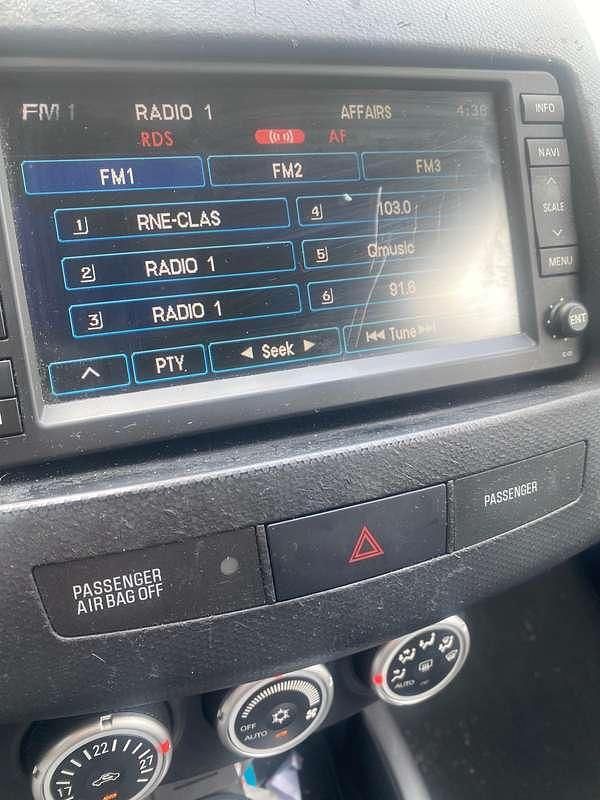 FM 1 RADIO 1 AFFAIRS 4:36
RDS AF
FM1 FM2 FM3
1 RNE-CLAS 4 103.0
2 RADIO 1 5 Qmusic
3 RADIO 1 6 91.6
PTY Seek Tune
INFO
NAVI
SCALE
MENU
ENT
PASSENGER
AIR BAG OFF
PASSENGER
17 22 27
OFF
AUTO
AUTO